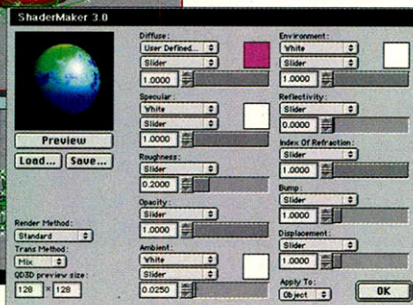 ShaderMaker 3.0
Preview
Load... Save...
Render Method:
Standard
Trans Method:
Mix
QD3D preview size:
128 × 128
Diffuse:
User Defined...
Slider
1.0000
Specular:
White
Slider
1.0000
Roughness:
Slider
0.2000
Opacity:
Slider
1.0000
Ambient:
White
Slider
0.0250
Environment:
White
Slider
1.0000
Reflectivity:
Slider
0.0000
Index Of Refraction:
Slider
1.0000
Bump:
Slider
1.0000
Displacement:
Slider
1.0000
Apply To:
Object
OK